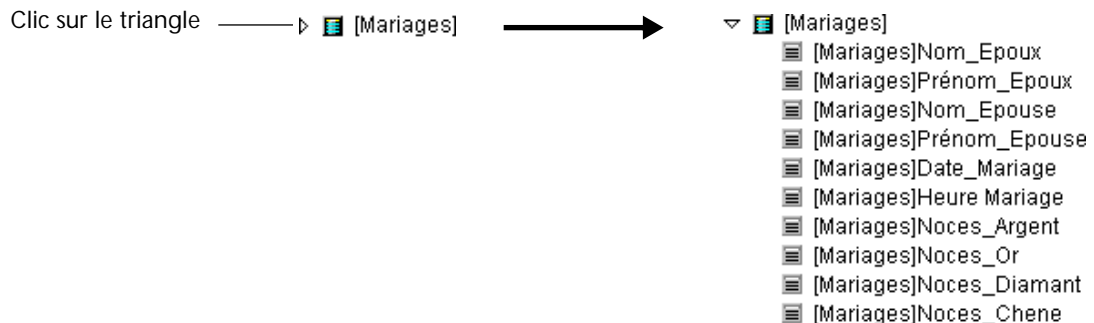 Clic sur le triangle
[Mariages]
[Mariages]
[Mariages]Nom_Epoux
[Mariages]Prénom_Epoux
[Mariages]Nom_Epouse
[Mariages]Prénom_Epouse
[Mariages]Date_Mariage
[Mariages]Heure Mariage
[Mariages]Noces_Argent
[Mariages]Noces_Or
[Mariages]Noces_Diamant
[Mariages]Noces_Chene